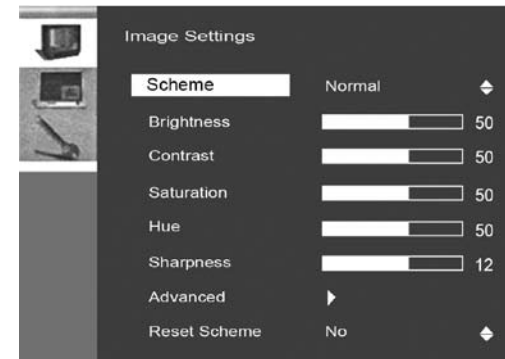 Image Settings
Scheme Normal
Brightness 50
Contrast 50
Saturation 50
Hue 50
Sharpness 12
Advanced
Reset Scheme No